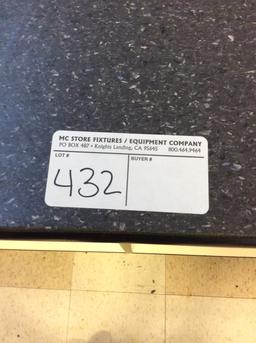 MC STORE FIXTURES / EQUIPMENT COMPANY
PO BOX 487 • Knights Landing, CA 95645 800.464.9464
LOT # BUYER #
432